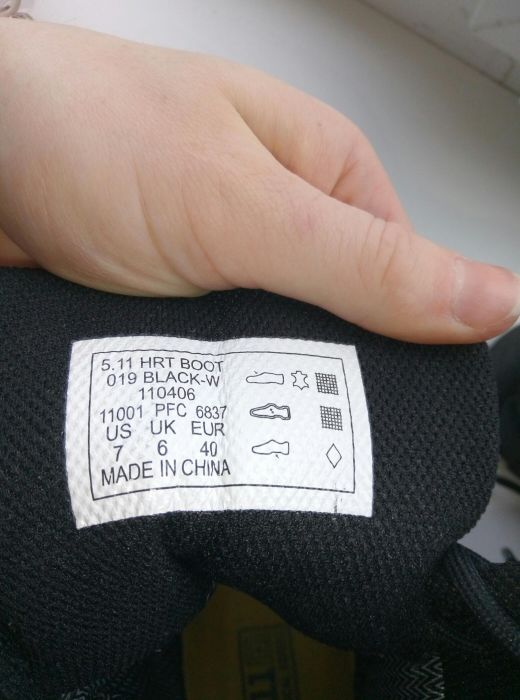 5.11 HRT BOOT
019 BLACK-W
110406
11001 PFC 6837
US UK EUR
7 6 40
MADE IN CHINA
11